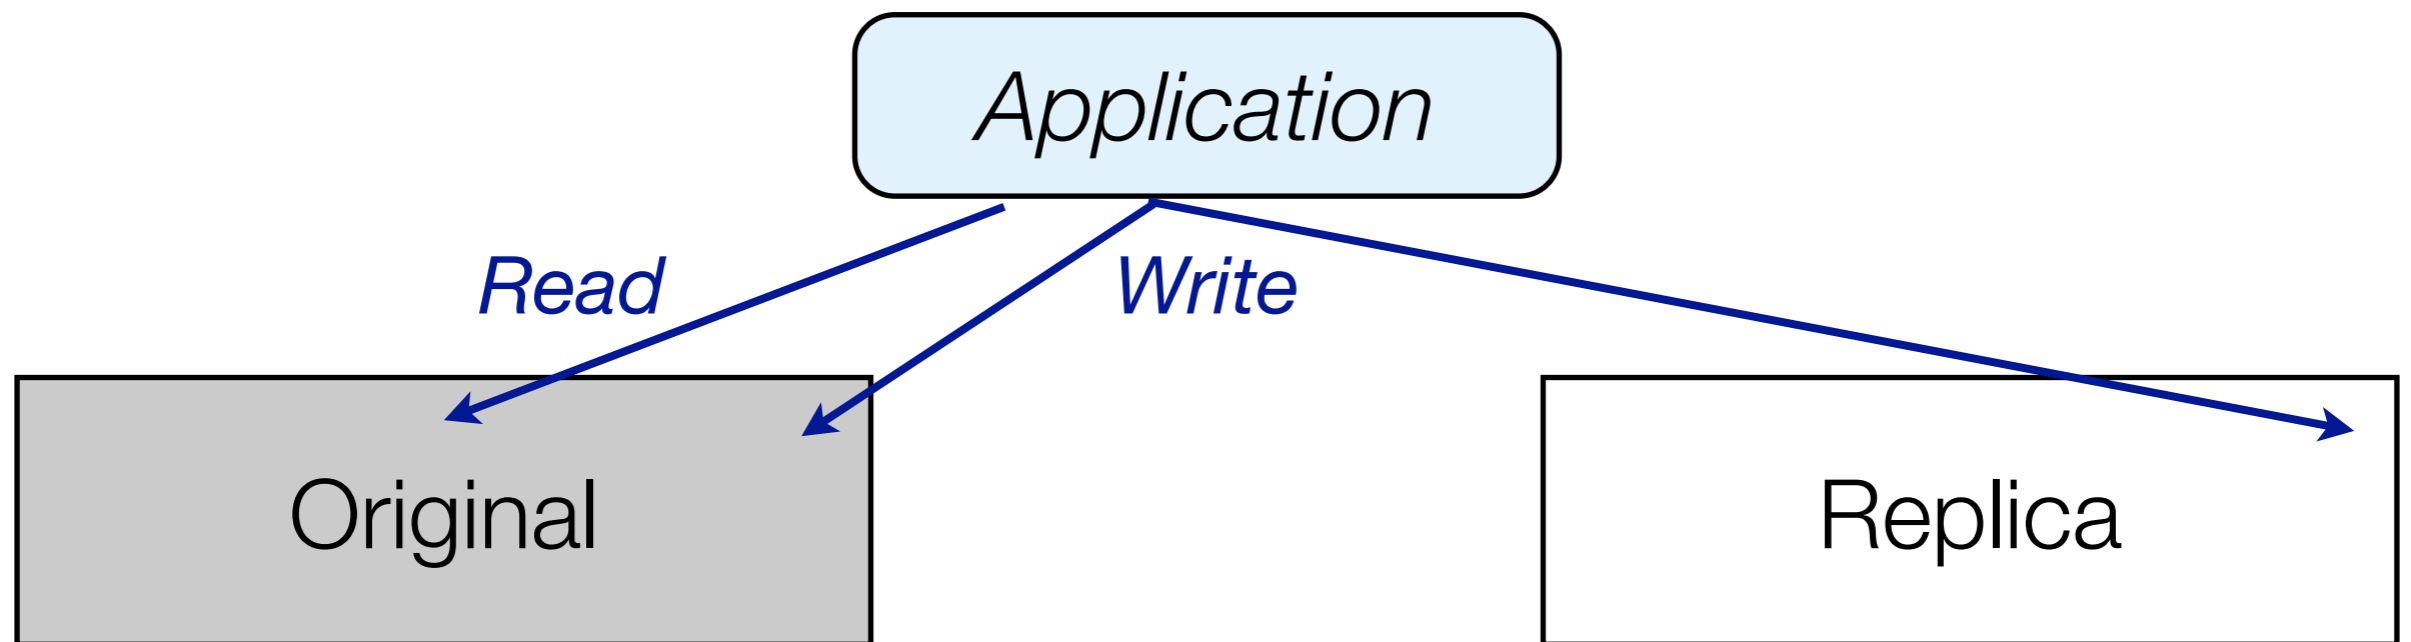 Application
Read
Write
Original
Replica